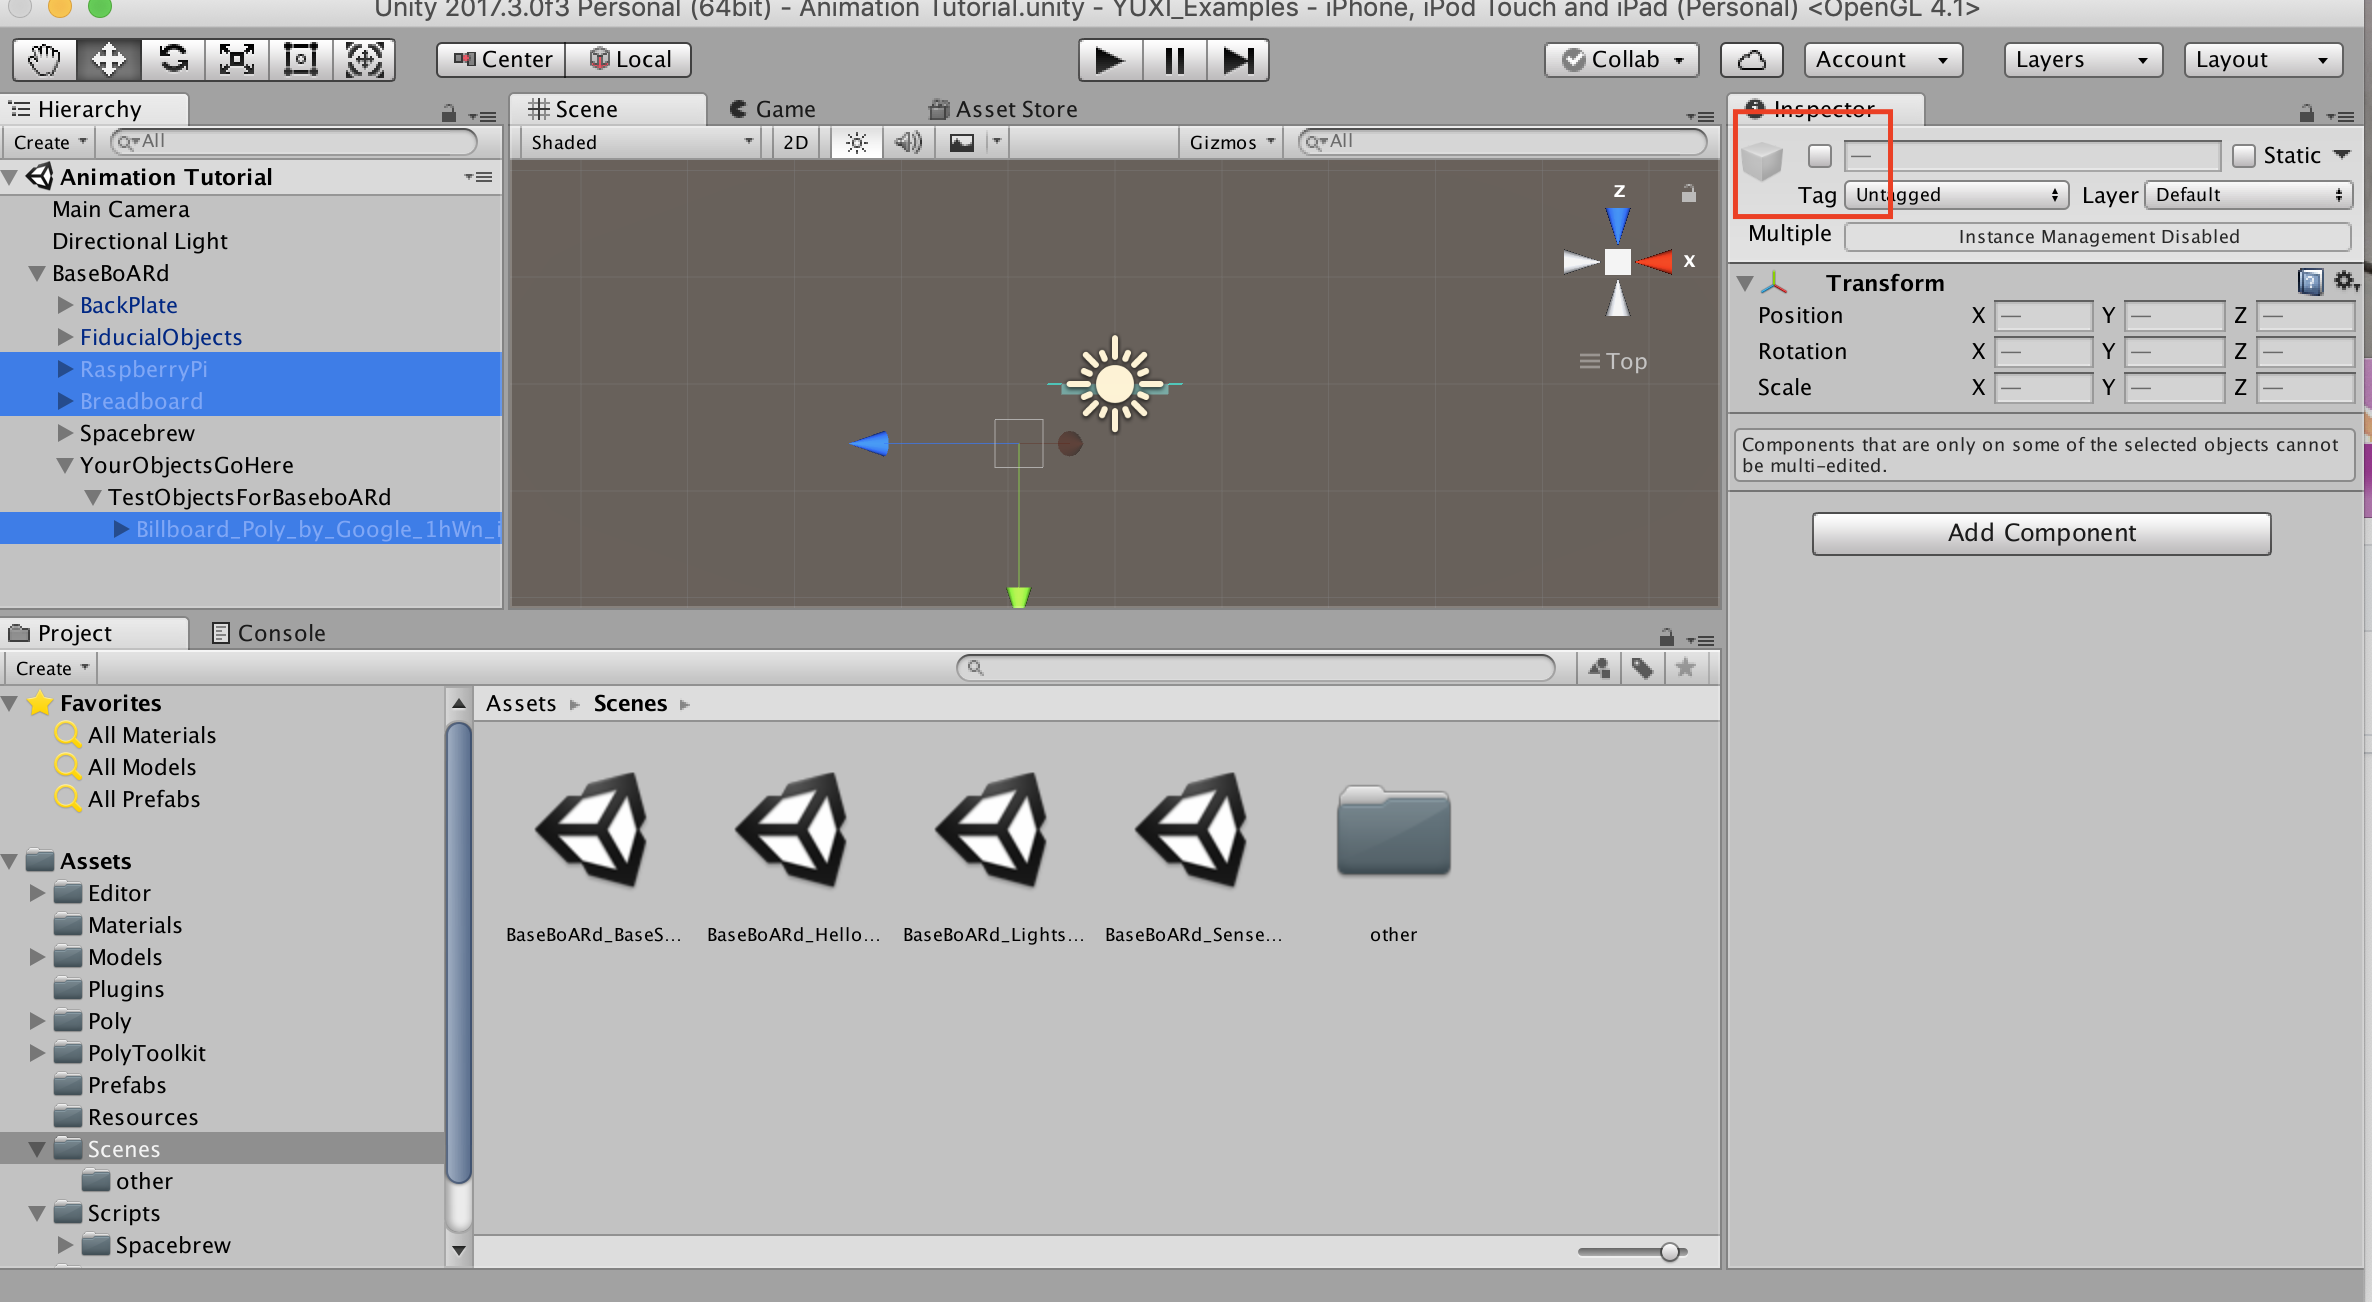 Unity 2017.3.0f3 Personal (64bit) - Animation Tutorial.unity - YUXI_Examples - iPhone, iPod Touch and iPad (Personal) <OpenGL 4.1>
Center Local Collab Account Layers Layout
Hierarchy
Create All
Animation Tutorial
Main Camera
Directional Light
BaseBoARd
BackPlate
FiducialObjects
RaspberryPi
Breadboard
Spacebrew
YourObjectsGoHere
TestObjectsForBaseboARd
Billboard_Poly_by_Google_1hWn_i
Scene Game Asset Store
Shaded 2D Gizmos All
z
x
Top
Inspector
— Static
Tag Untagged Layer Default
Multiple Instance Management Disabled
Transform
Position X — Y — Z —
Rotation X — Y — Z —
Scale X — Y — Z —
Components that are only on some of the selected objects cannot
be multi-edited.
Add Component
Project Console
Create
Favorites
All Materials
All Models
All Prefabs
Assets
Editor
Materials
Models
Plugins
Poly
PolyToolkit
Prefabs
Resources
Scenes
other
Scripts
Spacebrew
Assets Scenes
BaseBoARd_BaseS... BaseBoARd_Hello... BaseBoARd_Lights... BaseBoARd_Sense... other